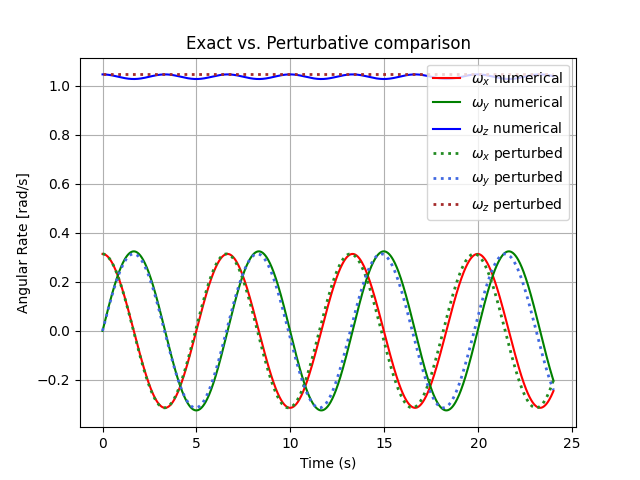 Exact vs. Perturbative comparison
Angular Rate [rad/s]
1.0
0.8
0.6
0.4
0.2
0.0
−0.2
0 5 10 15 20 25
Time (s)
ωx numerical
ωy numerical
ωz numerical
ωx perturbed
ωy perturbed
ωz perturbed